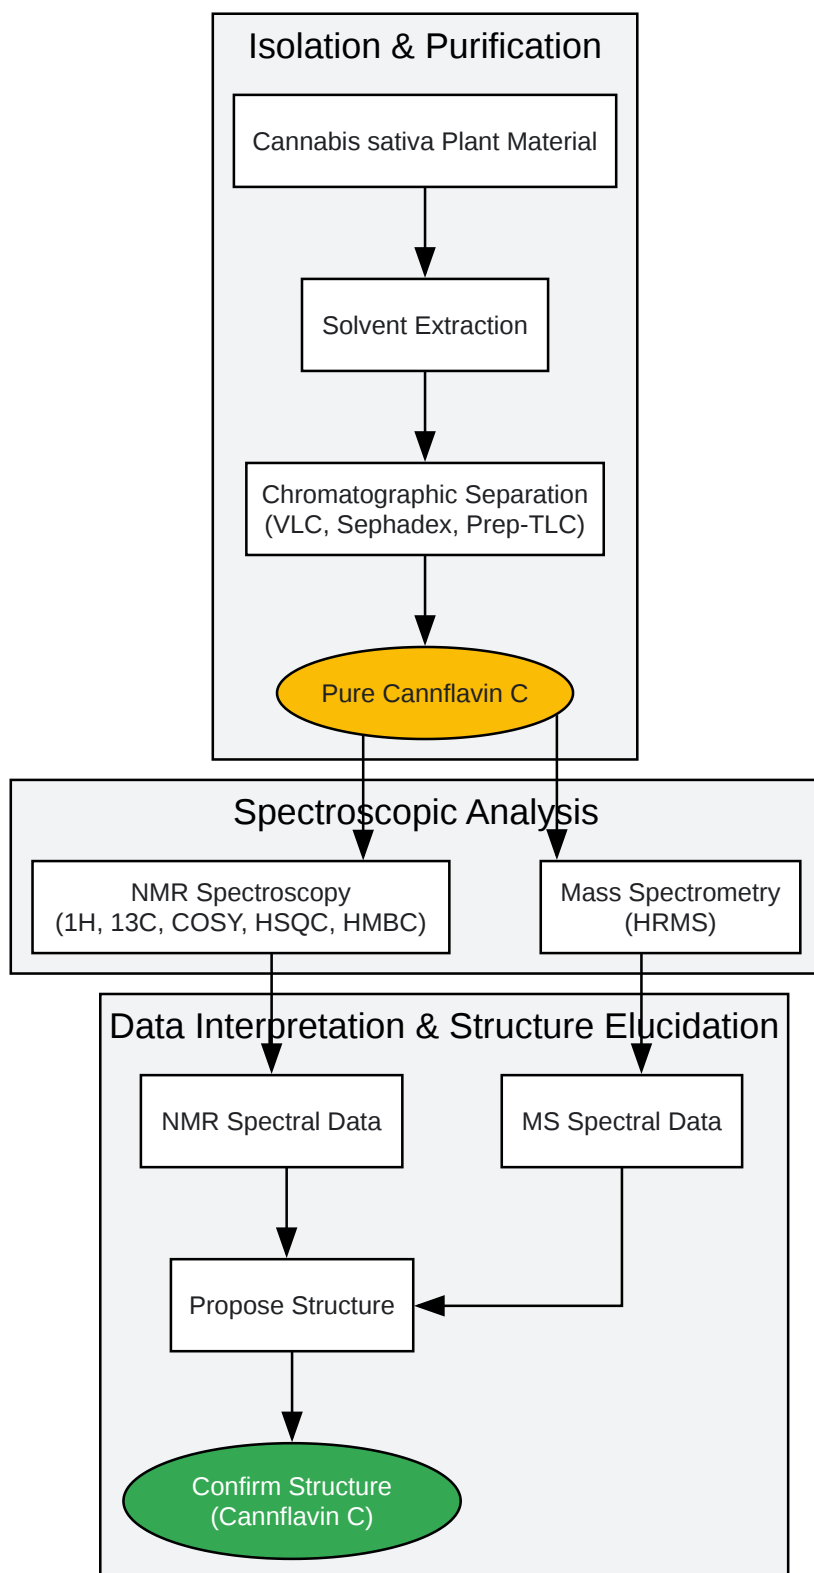 Isolation & Purification
Cannabis sativa Plant Material
Solvent Extraction
Chromatographic Separation
(VLC, Sephadex, Prep-TLC)
Pure Cannflavin C
Spectroscopic Analysis
NMR Spectroscopy
(1H, 13C, COSY, HSQC, HMBC)
Mass Spectrometry
(HRMS)
Data Interpretation & Structure Elucidation
NMR Spectral Data
MS Spectral Data
Propose Structure
Confirm Structure
(Cannflavin C)